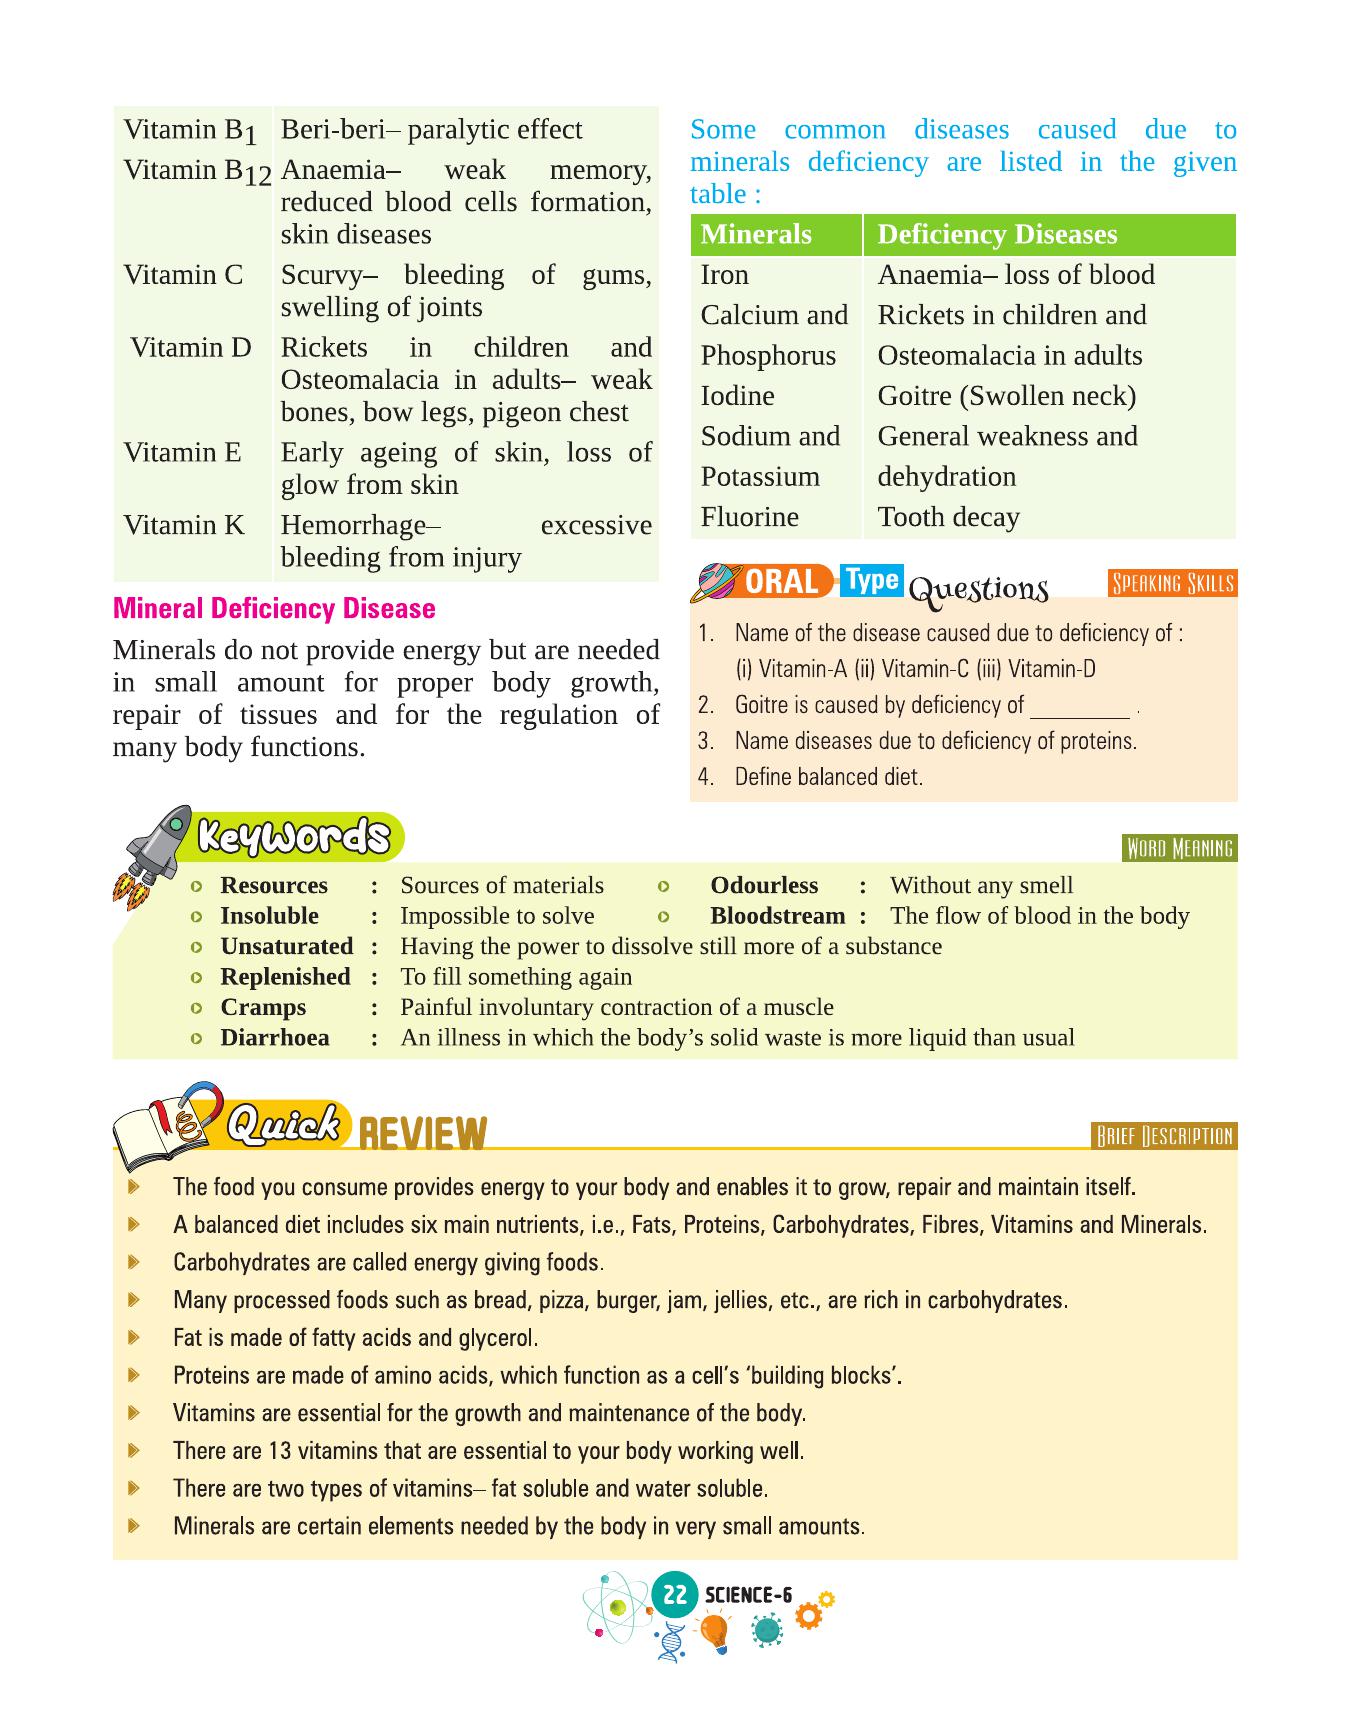 Vitamin B1 Beri-beri– paralytic effect
Vitamin B12 Anaemia– weak memory,
reduced blood cells formation,
skin diseases
Vitamin C Scurvy– bleeding of gums,
swelling of joints
Vitamin D Rickets in children and
Osteomalacia in adults– weak
bones, bow legs, pigeon chest
Vitamin E Early ageing of skin, loss of
glow from skin
Vitamin K Hemorrhage– excessive
bleeding from injury
Mineral Deficiency Disease
Minerals do not provide energy but are needed
in small amount for proper body growth,
repair of tissues and for the regulation of
many body functions.
Some common diseases caused due to
minerals deficiency are listed in the given
table :
Minerals Deficiency Diseases
Iron Anaemia– loss of blood
Calcium and Rickets in children and
Phosphorus Osteomalacia in adults
Iodine Goitre (Swollen neck)
Sodium and General weakness and
Potassium dehydration
Fluorine Tooth decay
ORAL Type Questions SPEAKING SKILLS
1. Name of the disease caused due to deficiency of :
(i) Vitamin-A (ii) Vitamin-C (iii) Vitamin-D
2. Goitre is caused by deficiency of ________ .
3. Name diseases due to deficiency of proteins.
4. Define balanced diet.
KeyWords WORD MEANING
Resources : Sources of materials Odourless : Without any smell
Insoluble : Impossible to solve Bloodstream : The flow of blood in the body
Unsaturated : Having the power to dissolve still more of a substance
Replenished : To fill something again
Cramps : Painful involuntary contraction of a muscle
Diarrhoea : An illness in which the body’s solid waste is more liquid than usual
Quick REVIEW BRIEF DESCRIPTION
The food you consume provides energy to your body and enables it to grow, repair and maintain itself.
A balanced diet includes six main nutrients, i.e., Fats, Proteins, Carbohydrates, Fibres, Vitamins and Minerals.
Carbohydrates are called energy giving foods.
Many processed foods such as bread, pizza, burger, jam, jellies, etc., are rich in carbohydrates.
Fat is made of fatty acids and glycerol.
Proteins are made of amino acids, which function as a cell’s ‘building blocks’.
Vitamins are essential for the growth and maintenance of the body.
There are 13 vitamins that are essential to your body working well.
There are two types of vitamins– fat soluble and water soluble.
Minerals are certain elements needed by the body in very small amounts.
22 SCIENCE-6